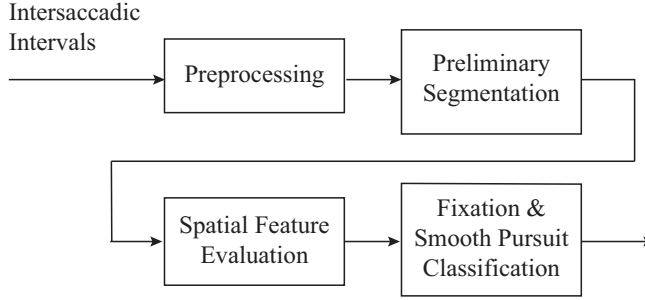 Intersaccadic
Intervals
Preprocessing
Preliminary
Segmentation
Spatial Feature
Evaluation
Fixation &
Smooth Pursuit
Classification